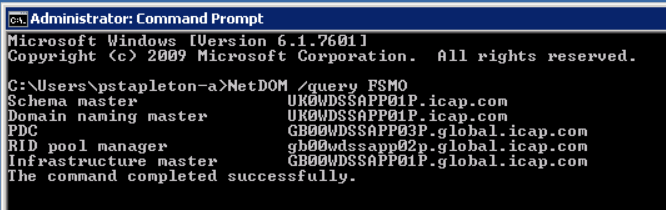 Administrator: Command Prompt
Microsoft Windows [Version 6.1.7601]
Copyright (c) 2009 Microsoft Corporation. All rights reserved.
C:\Users\pstapleton-a>NetDOM /query FSMO
Schema master UK0WDSSAPP01P.icap.com
Domain naming master UK0WDSSAPP01P.icap.com
PDC GB00WDSSAPP03P.global.icap.com
RID pool manager gb00wdssapp02p.global.icap.com
Infrastructure master GB00WDSSAPP01P.global.icap.com
The command completed successfully.